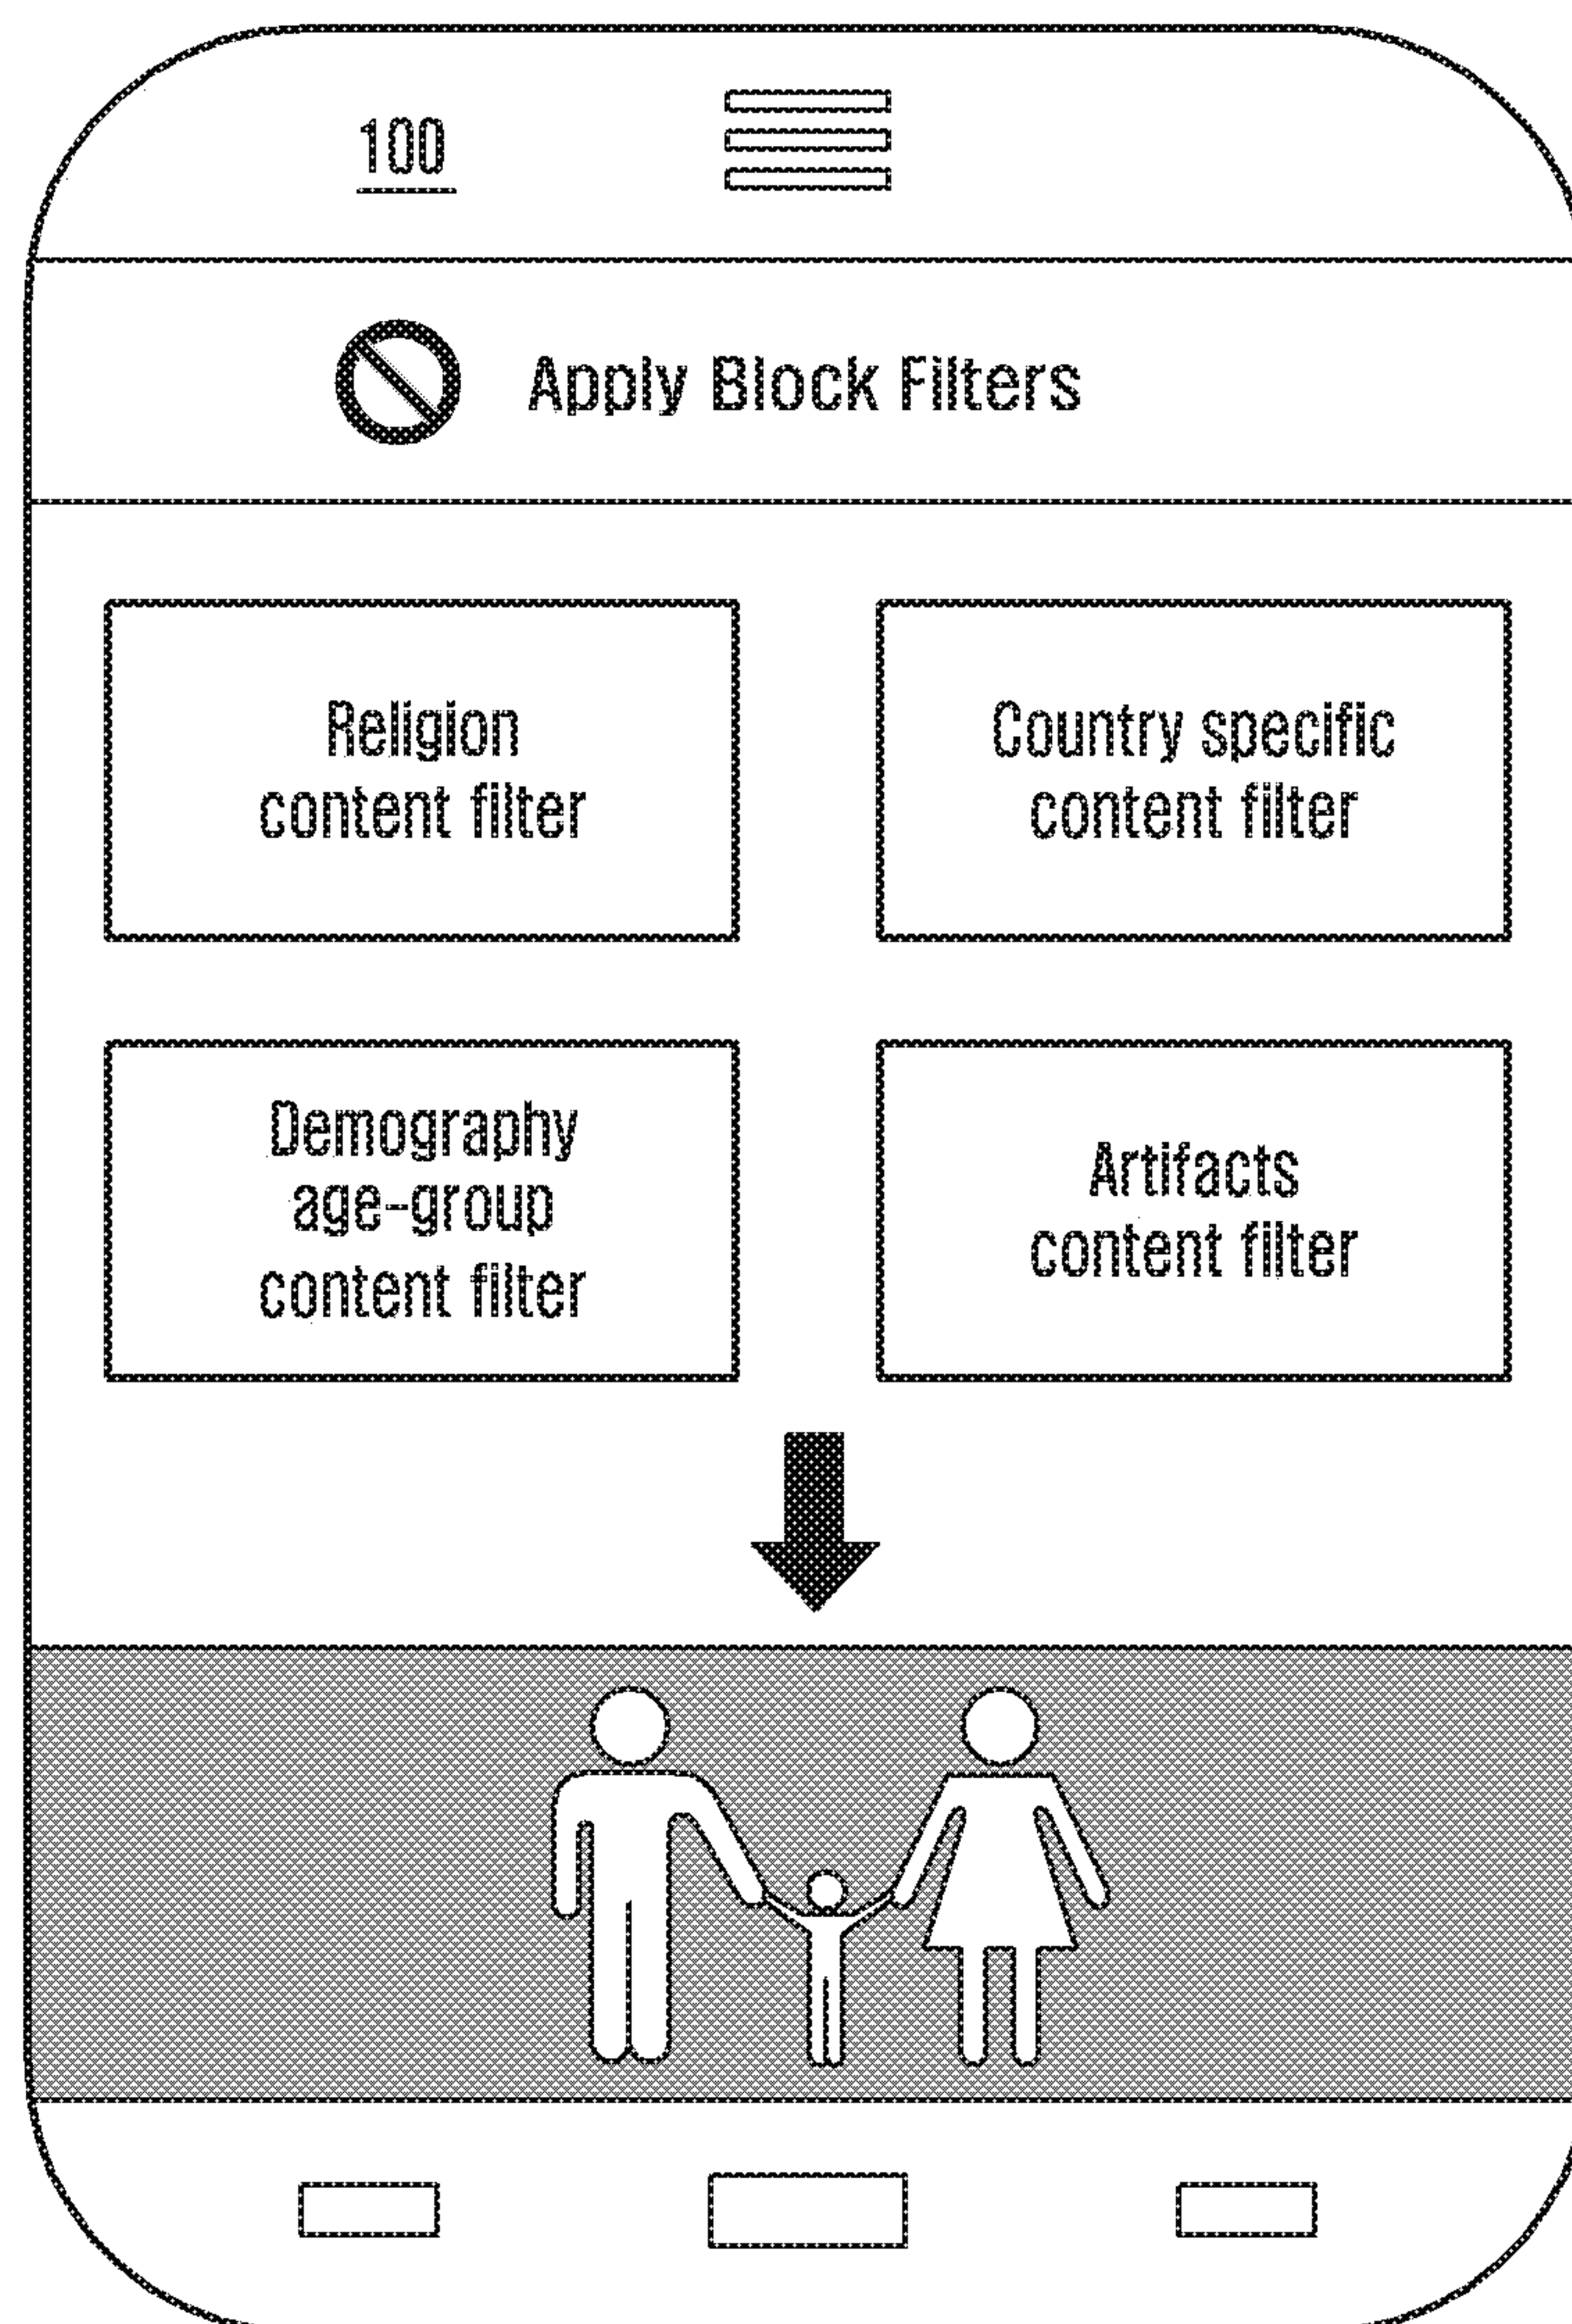 100
Apply Block Filters
Religion
content filter
Country specific
content filter
Demography
age-group
content filter
Artifacts
content filter